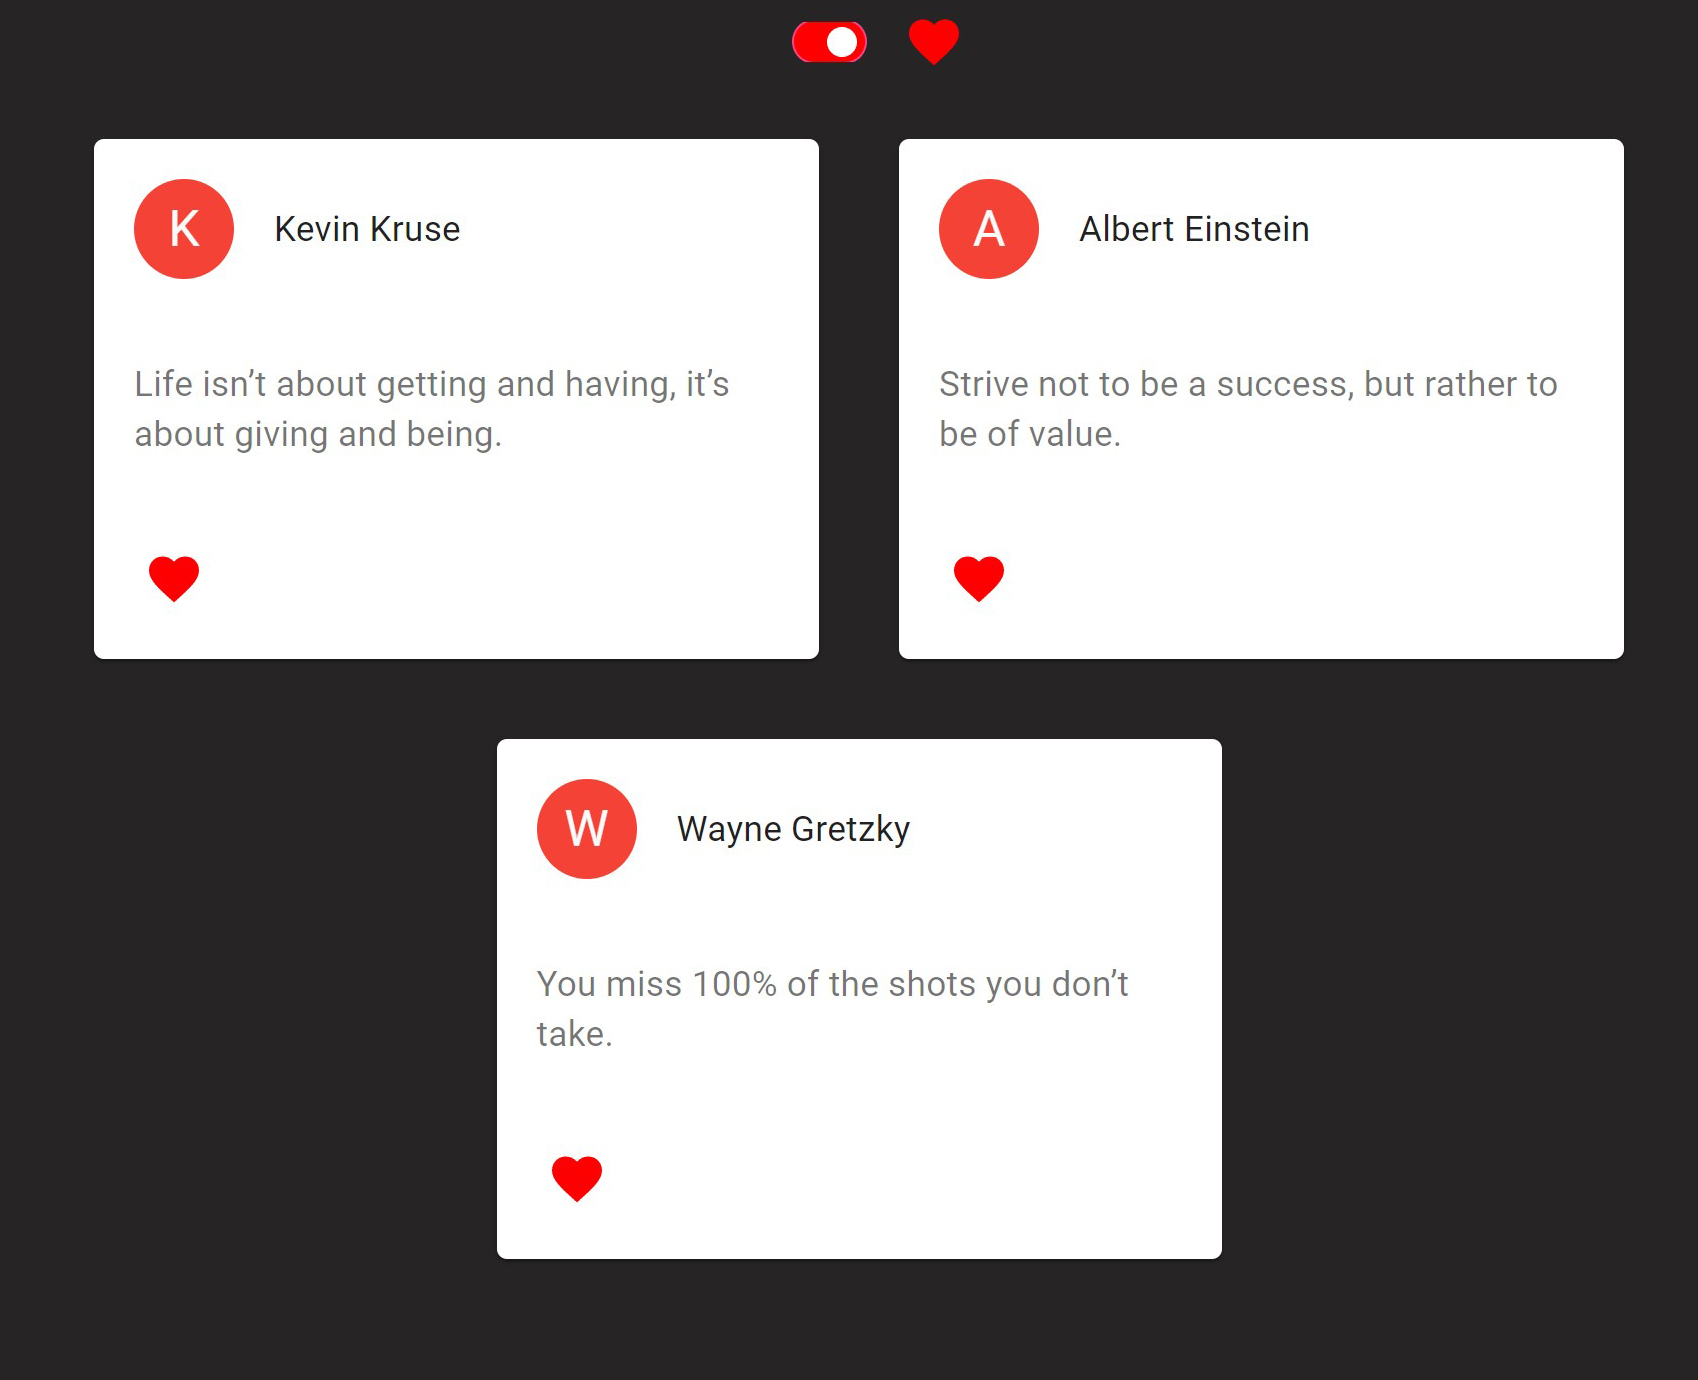 K
Kevin Kruse
Life isn’t about getting and having, it’s
about giving and being.
A
Albert Einstein
Strive not to be a success, but rather to
be of value.
W
Wayne Gretzky
You miss 100% of the shots you don’t
take.